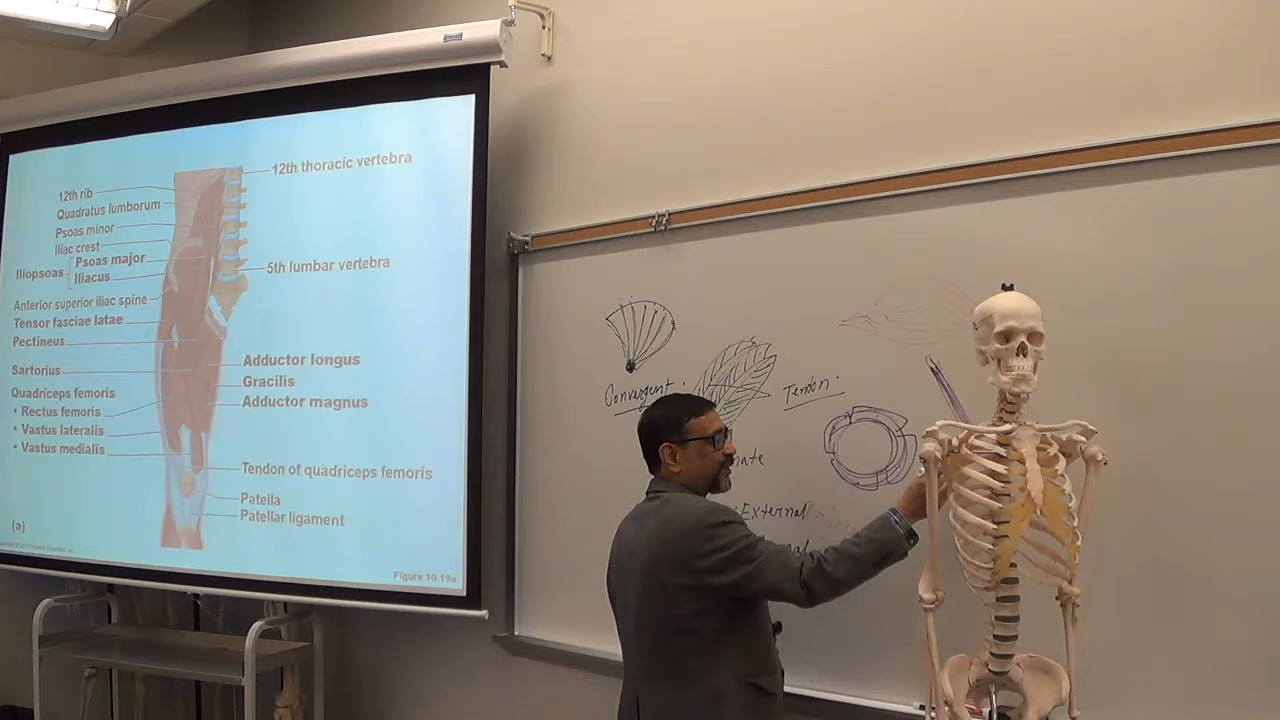 12th thoracic vertebra
12th rib
Quadratus lumborum
Psoas minor
Iliac crest
Psoas major
Iliopsoas
Iliacus
5th lumbar vertebra
Anterior superior iliac spine
Tensor fasciae latae
Pectineus
Sartorius
Adductor longus
Gracilis
Adductor magnus
Quadriceps femoris
• Rectus femoris
• Vastus lateralis
• Vastus medialis
Tendon of quadriceps femoris
Patella
Patellar ligament
(a)
Figure 10.19a
Convergent
Tendon
External